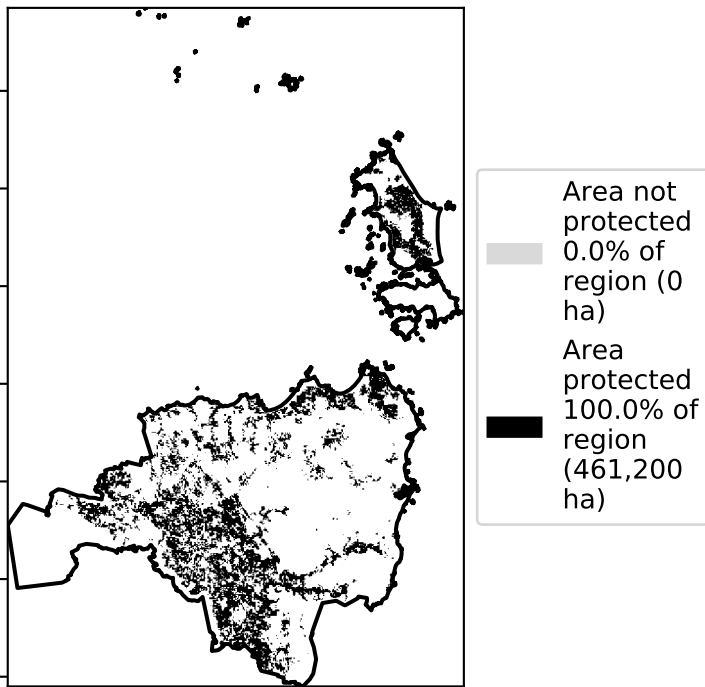 Area not
protected
0.0% of
region (0
ha)
Area
protected
100.0% of
region
(461,200
ha)